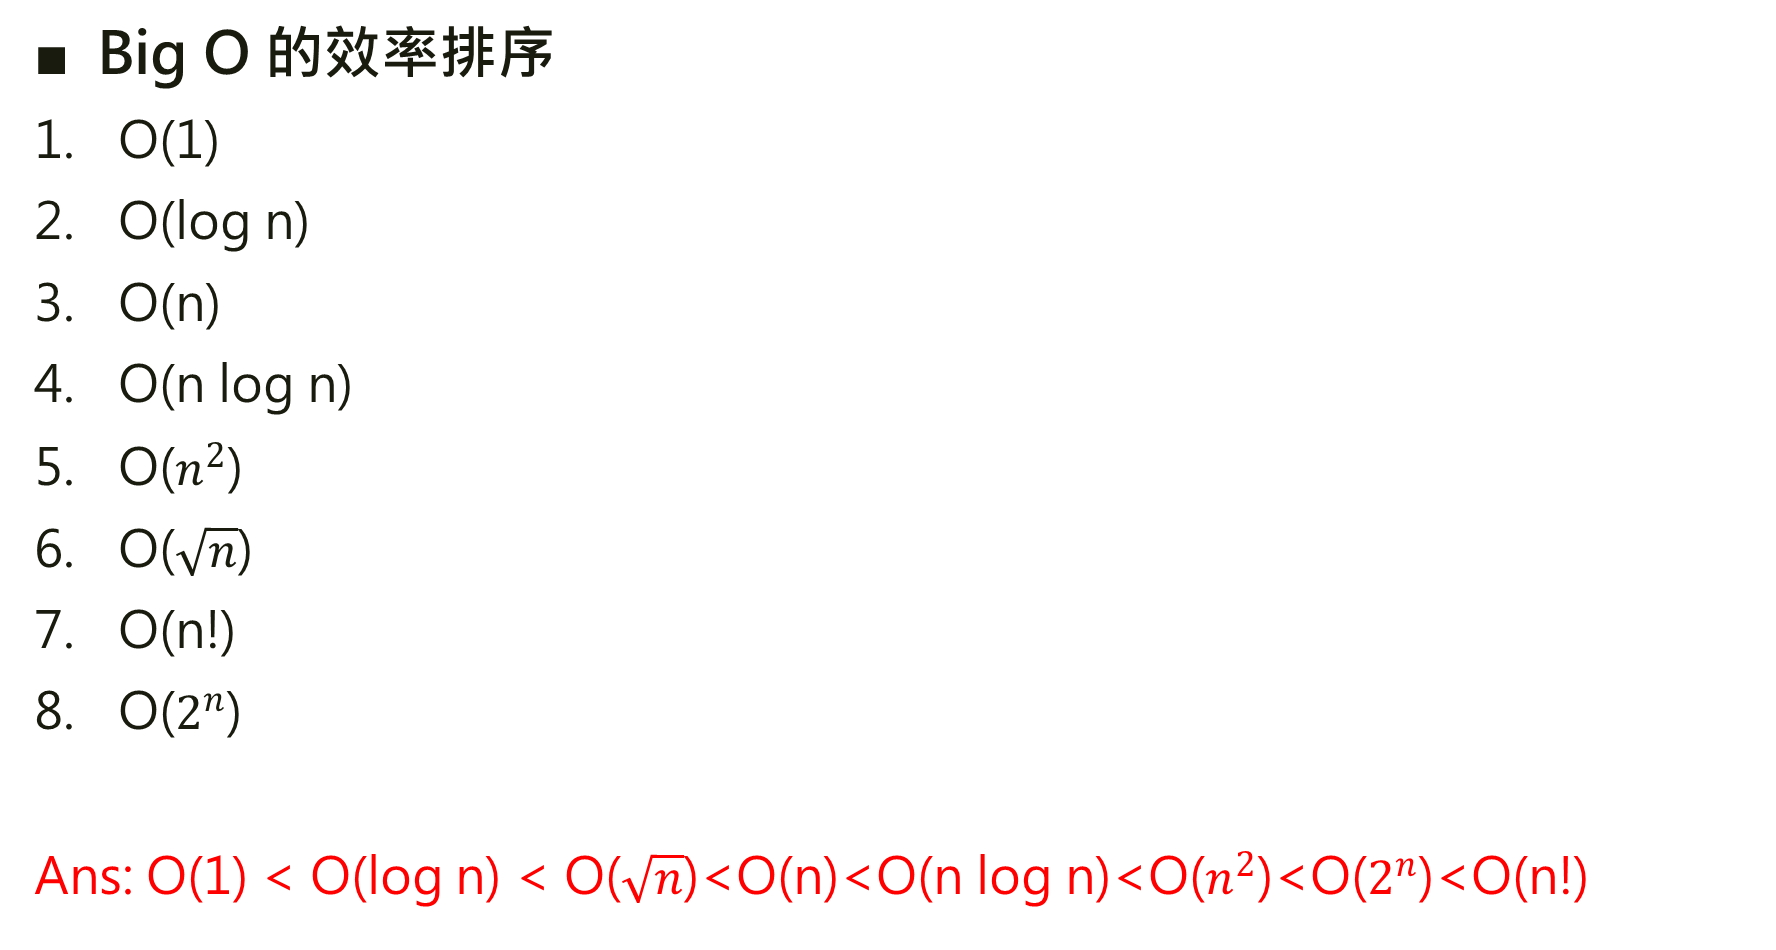 ■ Big O 的效率排序
1. O(1)
2. O(log n)
3. O(n)
4. O(n log n)
5. O(n²)
6. O(√n)
7. O(n!)
8. O(2ⁿ)
Ans: O(1) < O(log n) < O(√n)<O(n)<O(n log n)<O(n²)<O(2ⁿ)<O(n!)